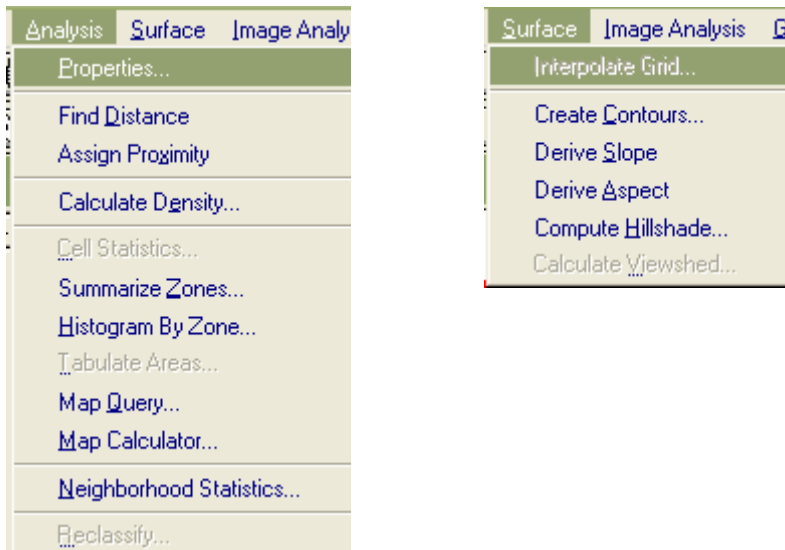 Analysis Surface Image Analy
Properties...
Find Distance
Assign Proximity
Calculate Density...
Cell Statistics...
Summarize Zones...
Histogram By Zone...
Tabulate Areas...
Map Query...
Map Calculator...
Neighborhood Statistics...
Reclassify...
Surface Image Analysis G
Interpolate Grid...
Create Contours...
Derive Slope
Derive Aspect
Compute Hillshade...
Calculate Viewshed...